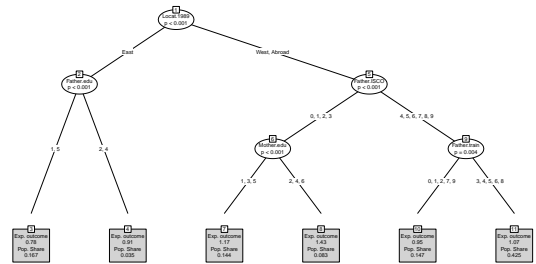 1
Locat.1989
p < 0.001
East
West, Abroad
2
Father.edu
p < 0.001
5
Father.ISCO
p < 0.001
0, 1, 2, 3
4, 5, 6, 7, 8, 9
6
Mother.edu
p < 0.001
9
Father.train
p = 0.004
1, 5
2, 4
1, 3, 5
2, 4, 6
0, 1, 2, 7, 9
3, 4, 5, 6, 8
3
Exp. outcome
0.78
Pop. Share
0.167
4
Exp. outcome
0.91
Pop. Share
0.035
7
Exp. outcome
1.17
Pop. Share
0.144
8
Exp. outcome
1.43
Pop. Share
0.083
10
Exp. outcome
0.95
Pop. Share
0.147
11
Exp. outcome
1.07
Pop. Share
0.425